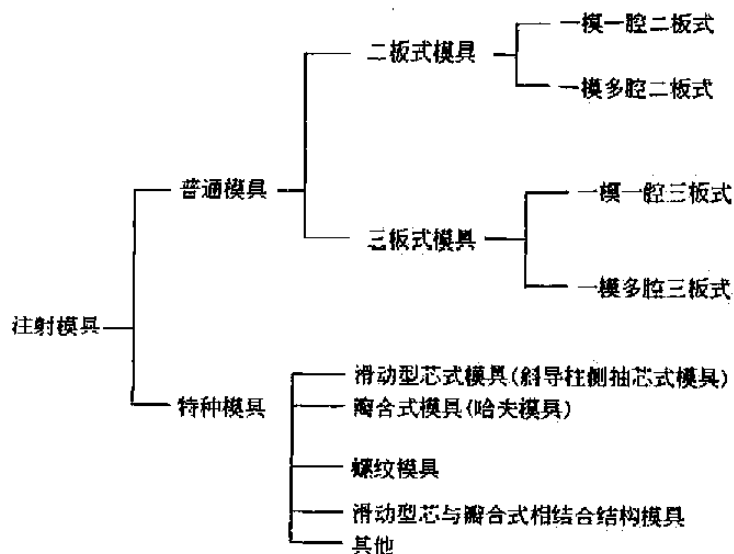 一模一腔二板式
二板式模具
一模多腔二板式
普通模具
一模一腔三板式
三板式模具
一模多腔三板式
注射模具
特种模具
滑动型芯式模具(斜导柱侧抽芯式模具)
瓣合式模具(哈夫模具)
螺纹模具
滑动型芯与瓣合式相结合结构模具
其他